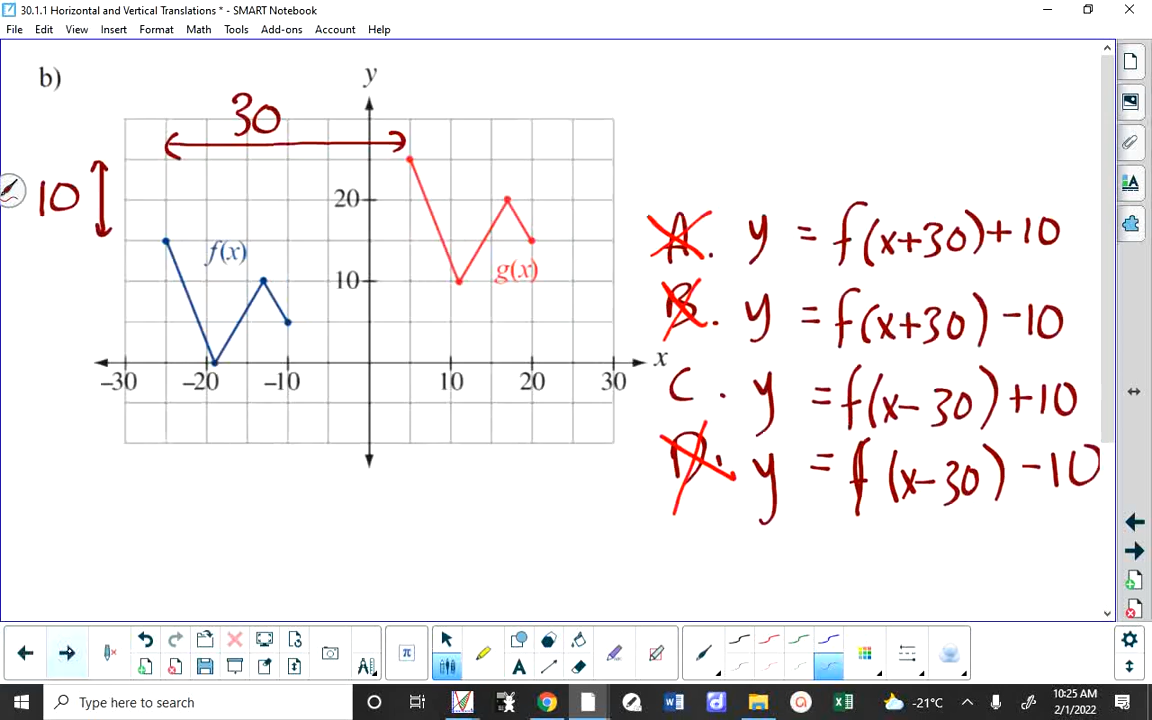 30.1.1 Horizontal and Vertical Translations * - SMART Notebook
File Edit View Insert Format Math Tools Add-ons Account Help
b)
y
30
10
20
f(x)
g(x)
10
x
-30 -20 -10 10 20 30
A. y = f(x+30)+10
B. y = f(x+30) -10
C. y = f(x-30)+10
D. y = f(x-30) -10
π
A
Type here to search
-21°C
10:25 AM
2/1/2022